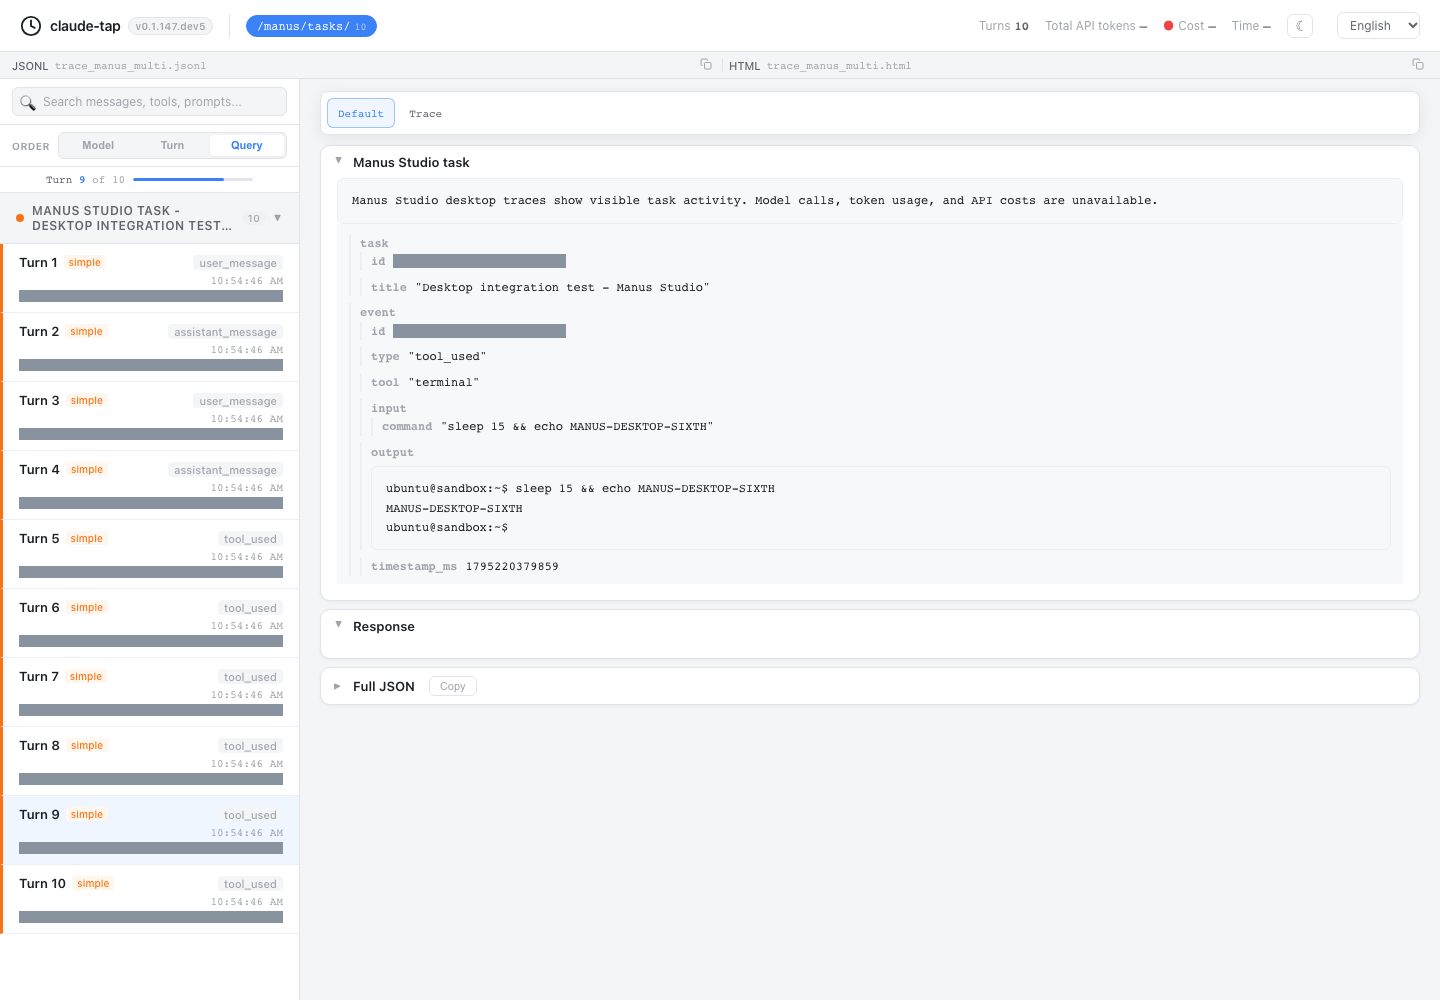 claude-tap v0.1.147.dev5 /manus/tasks/ 10 Turns 10 Total API tokens — Cost — Time — English
JSONL trace_manus_multi.jsonl HTML trace_manus_multi.html
Search messages, tools, prompts...
ORDER Model Turn Query
Turn 9 of 10
MANUS STUDIO TASK -
DESKTOP INTEGRATION TEST... 10
Turn 1 simple user_message
10:54:46 AM
Turn 2 simple assistant_message
10:54:46 AM
Turn 3 simple user_message
10:54:46 AM
Turn 4 simple assistant_message
10:54:46 AM
Turn 5 simple tool_used
10:54:46 AM
Turn 6 simple tool_used
10:54:46 AM
Turn 7 simple tool_used
10:54:46 AM
Turn 8 simple tool_used
10:54:46 AM
Turn 9 simple tool_used
10:54:46 AM
Turn 10 simple tool_used
10:54:46 AM
Default Trace
Manus Studio task
Manus Studio desktop traces show visible task activity. Model calls, token usage, and API costs are unavailable.
task
id
title "Desktop integration test - Manus Studio"
event
id
type "tool_used"
tool "terminal"
input
command "sleep 15 && echo MANUS-DESKTOP-SIXTH"
output
ubuntu@sandbox:~$ sleep 15 && echo MANUS-DESKTOP-SIXTH
MANUS-DESKTOP-SIXTH
ubuntu@sandbox:~$
timestamp_ms 1795220379859
Response
Full JSON Copy